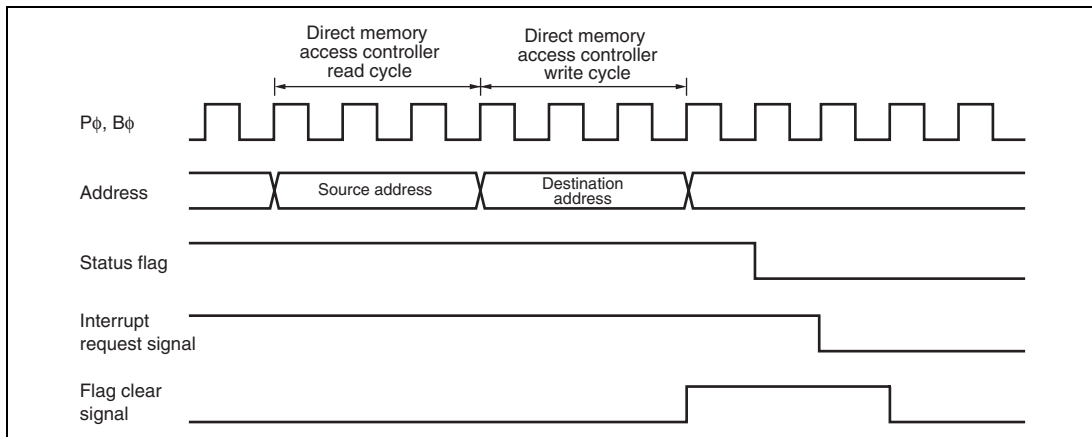 Direct memory
access controller
read cycle
Direct memory
access controller
write cycle
Pϕ, Bϕ
Address
Source address
Destination
address
Status flag
Interrupt
request signal
Flag clear
signal